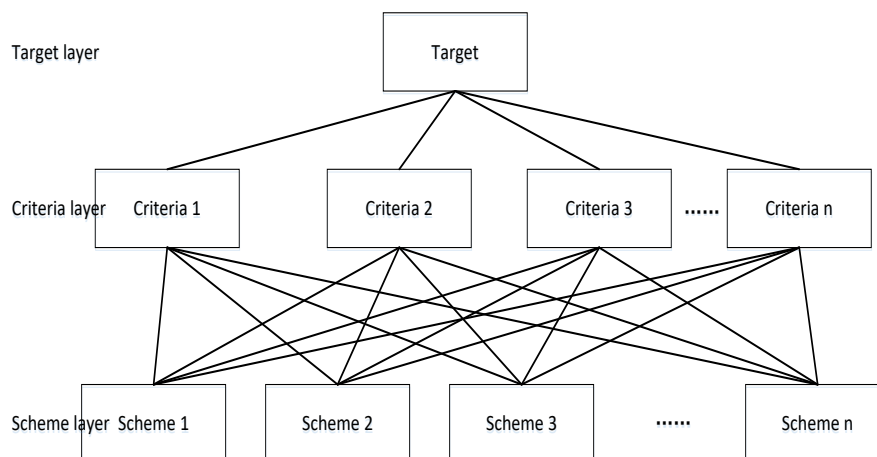 Target layer
Target
Criteria layer
Criteria 1
Criteria 2
Criteria 3
......
Criteria n
Scheme layer
Scheme 1
Scheme 2
Scheme 3
......
Scheme n